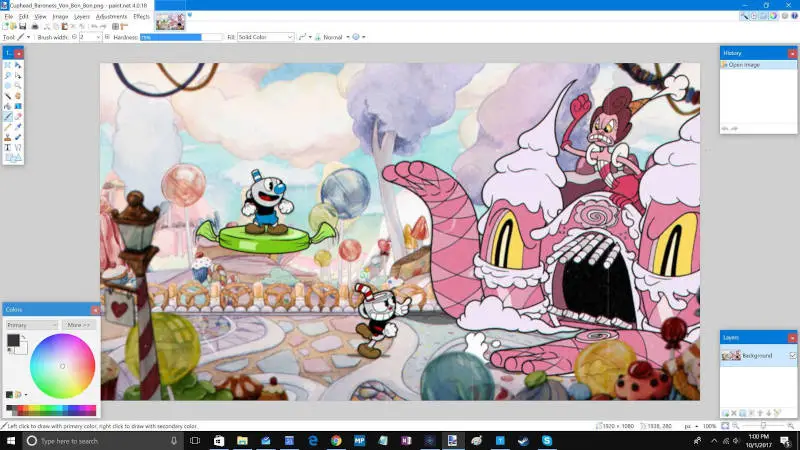 Cuphead_Baroness_Von_Bon_Bon.png - paint.net 4.0.18
File Edit View Image Layers Adjustments Effects
Tool: Brush width: 2 Hardness: 75% Fill: Solid Color Normal
T...
History
Open Image
Colors
Primary More >>
Layers
Background
Left click to draw with primary color, right click to draw with secondary color.
1920 × 1080 1938, 280 px 100%
Type here to search
MP
1:00 PM
10/1/2017